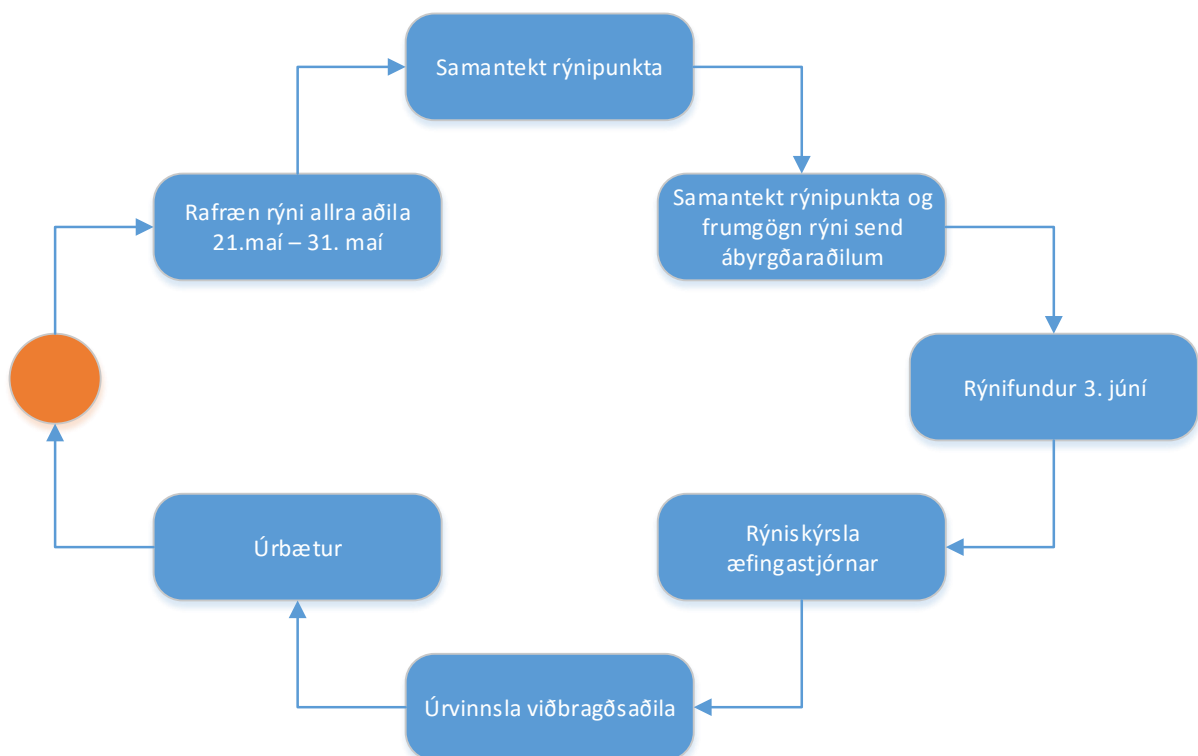 Samantekt rýnipunkta
Rafræn rýni allra aðila
21.maí – 31. maí
Samantekt rýnipunkta og
frumgögn rýni send
ábyrgðaraðilum
Rýnifundur 3. júní
Rýniskýrsla
æfingastjórnar
Úrbætur
Úrvinnsla viðbragðsaðila